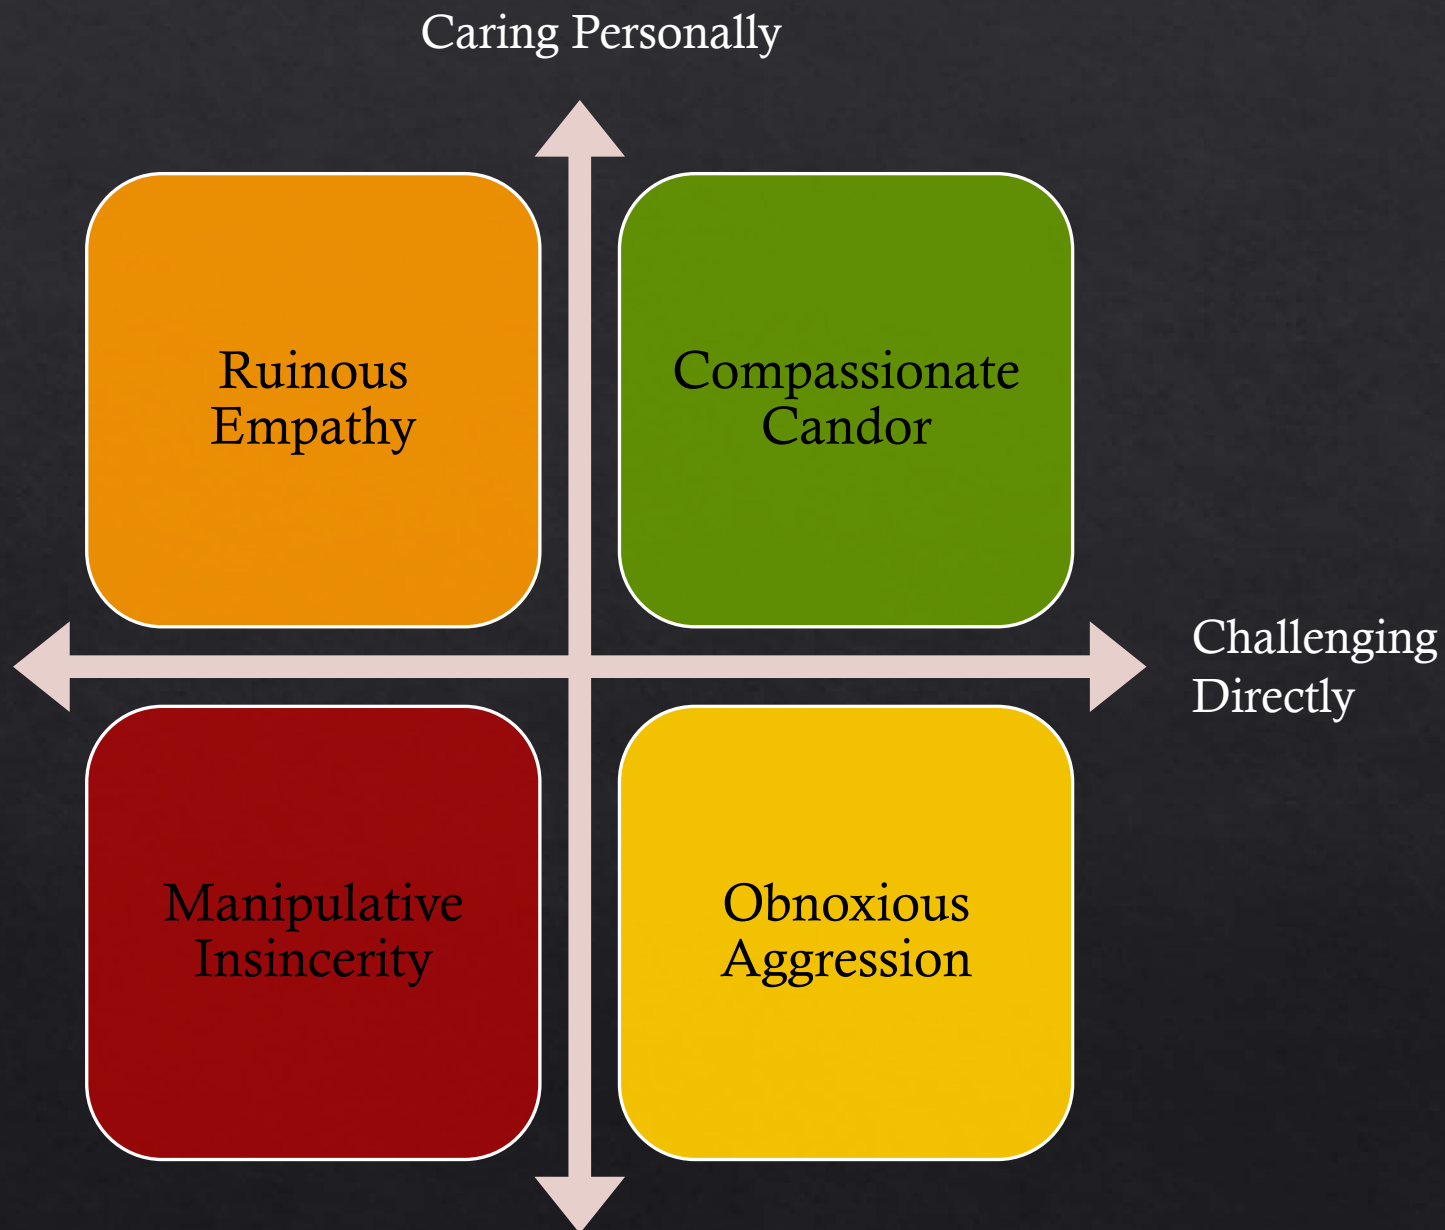 Caring Personally
Ruinous
Empathy
Compassionate
Candor
Challenging
Directly
Manipulative
Insincerity
Obnoxious
Aggression